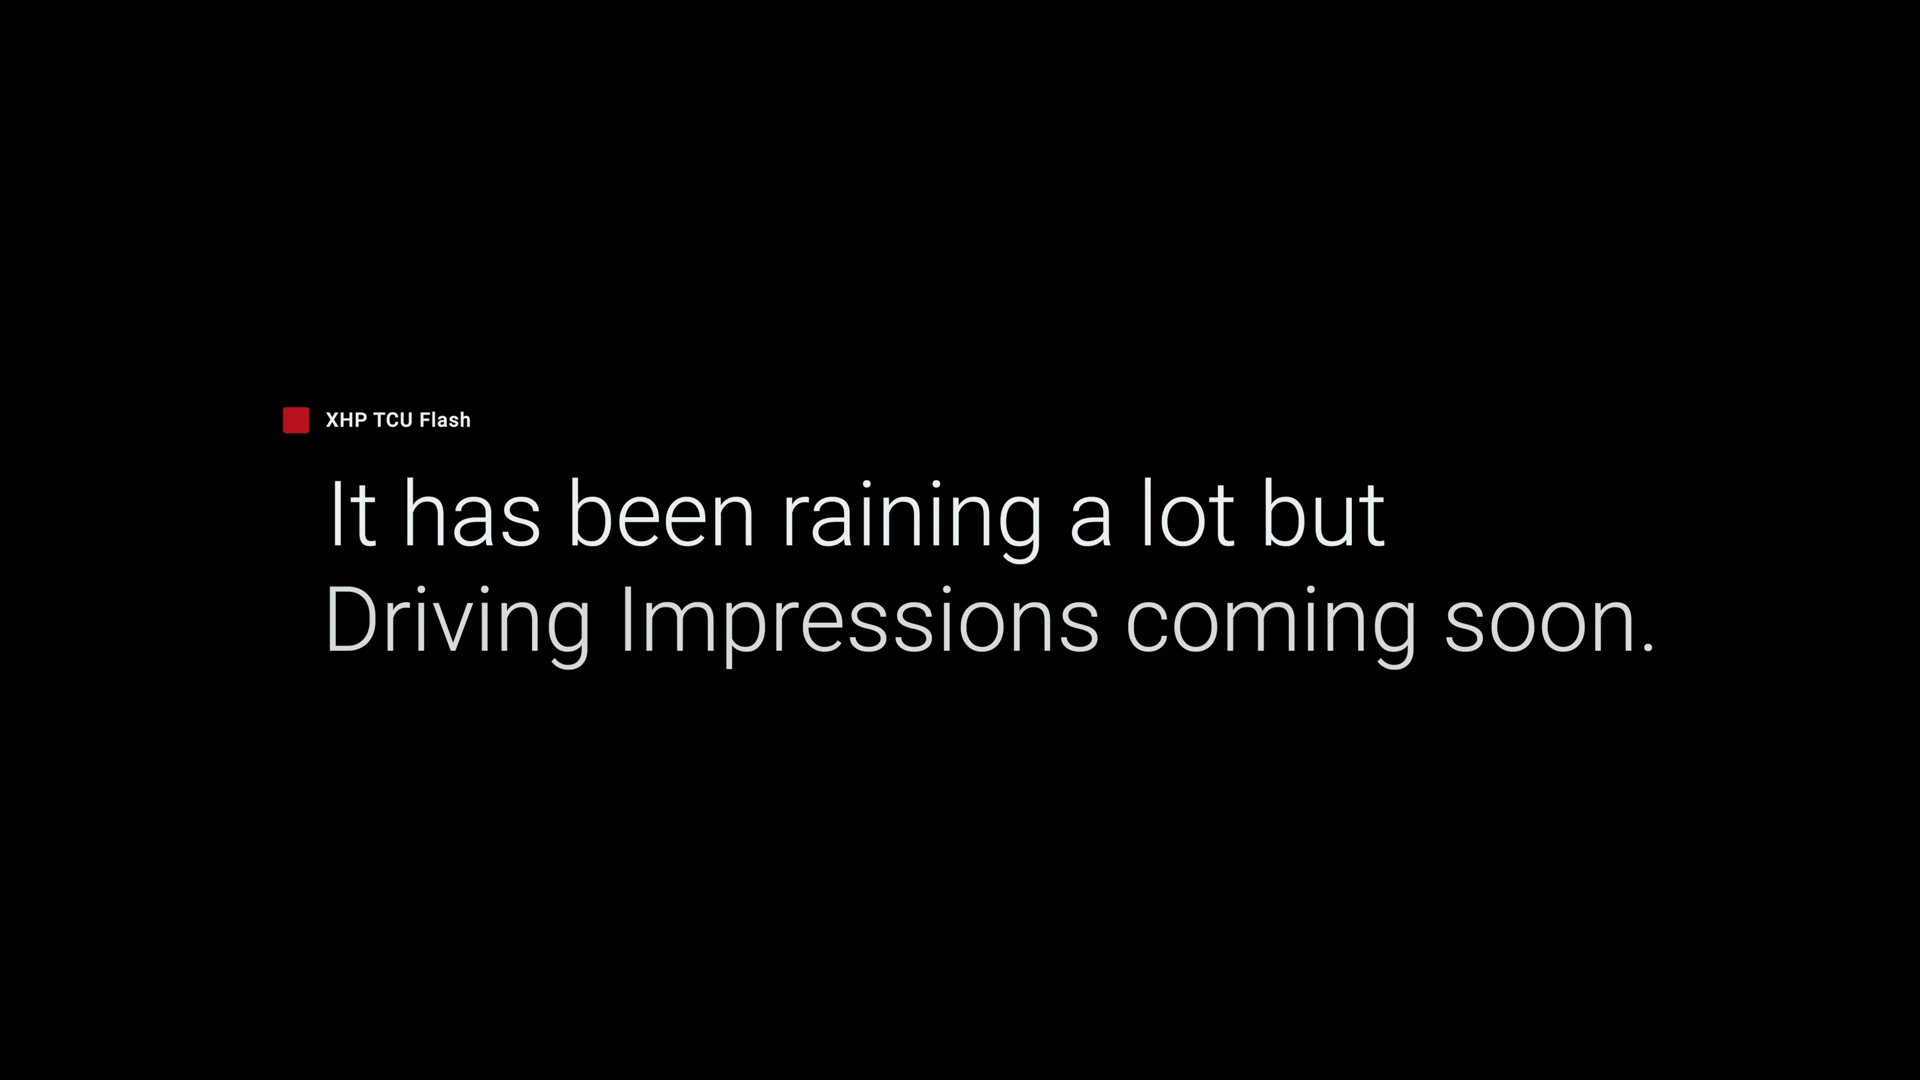 XHP TCU Flash
It has been raining a lot but
Driving Impressions coming soon.